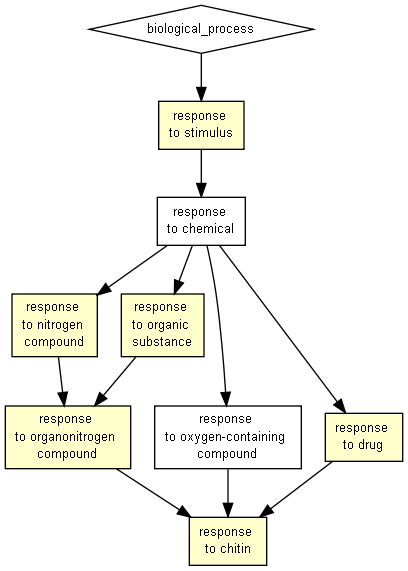 biological_process
response
to stimulus
response
to chemical
response
to nitrogen
compound
response
to organic
substance
response
to organonitrogen
compound
response
to oxygen-containing
compound
response
to drug
response
to chitin